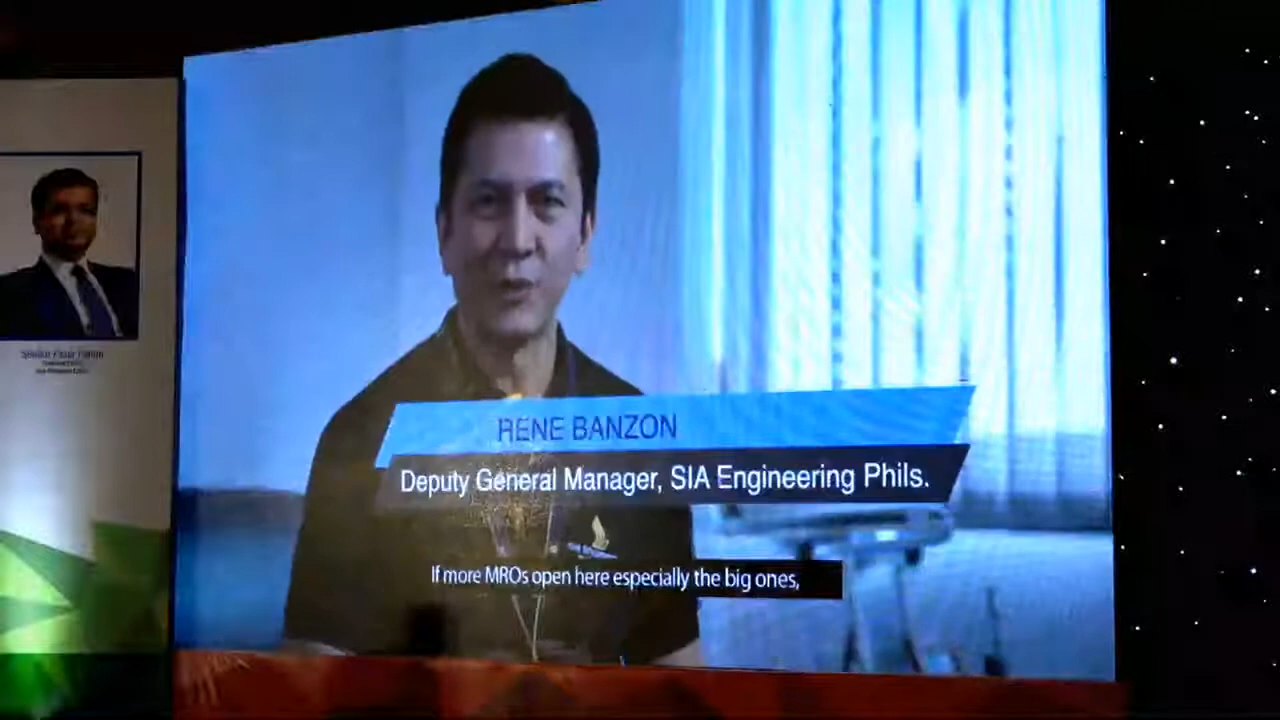 RENE BANZON
Deputy General Manager, SIA Engineering Phils.
If more MROs open here especially the big ones,